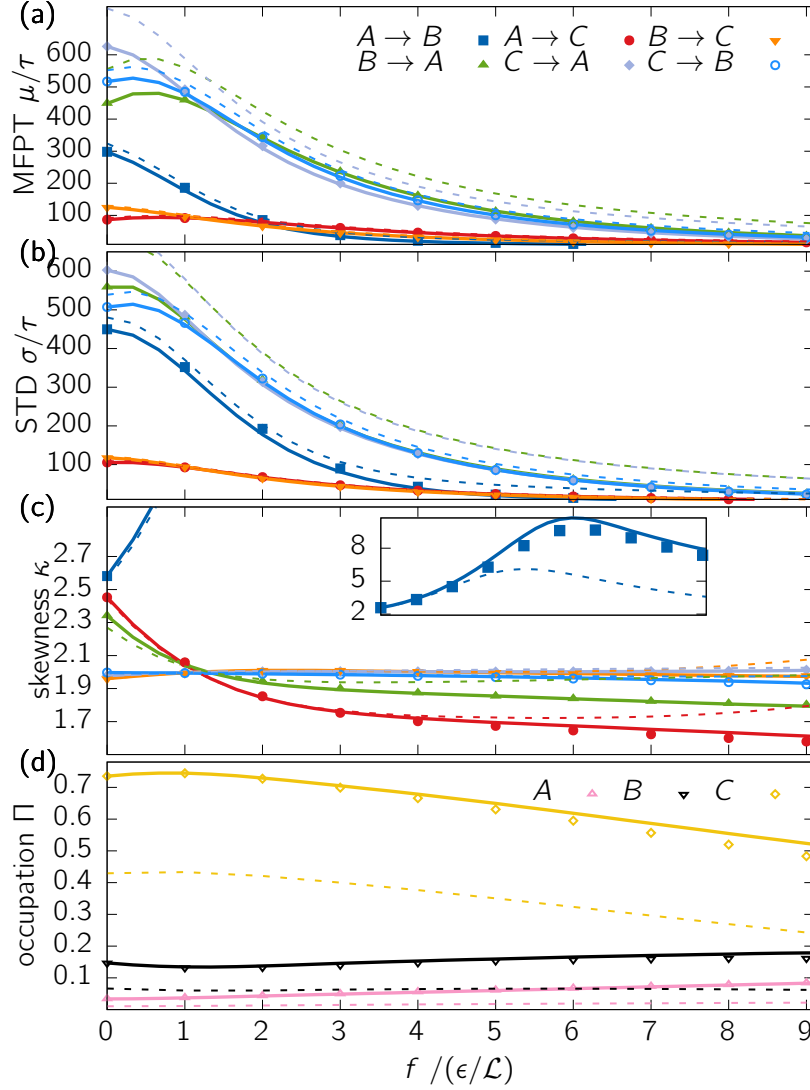 (a)
600
500
400
300
200
100
MFPT μ/τ
A → B A → C B → C
B → A C → A C → B
(b)
600
500
400
300
200
100
STD σ/τ
(c)
2.7
2.5
2.3
2.1
1.9
1.7
skewness κ
8
5
2
(d)
0.7
0.6
0.5
0.4
0.3
0.2
0.1
occupation Π
A B C
0 1 2 3 4 5 6 7 8 9
f /(ϵ/ℒ)